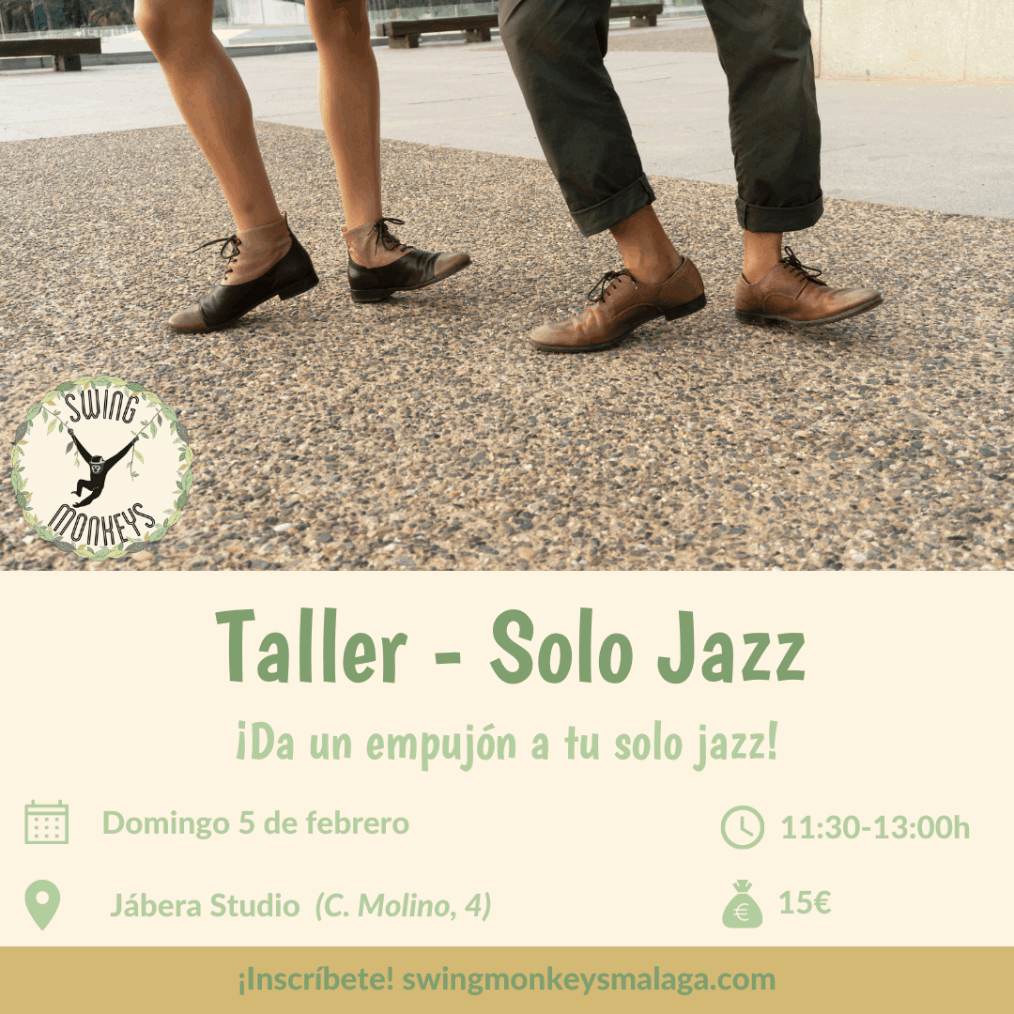 SWING
MONKEYS
Taller - Solo Jazz
¡Da un empujón a tu solo jazz!
Domingo 5 de febrero
11:30-13:00h
Jábera Studio (C. Molino, 4)
15€
¡Inscríbete! swingmonkeysmalaga.com